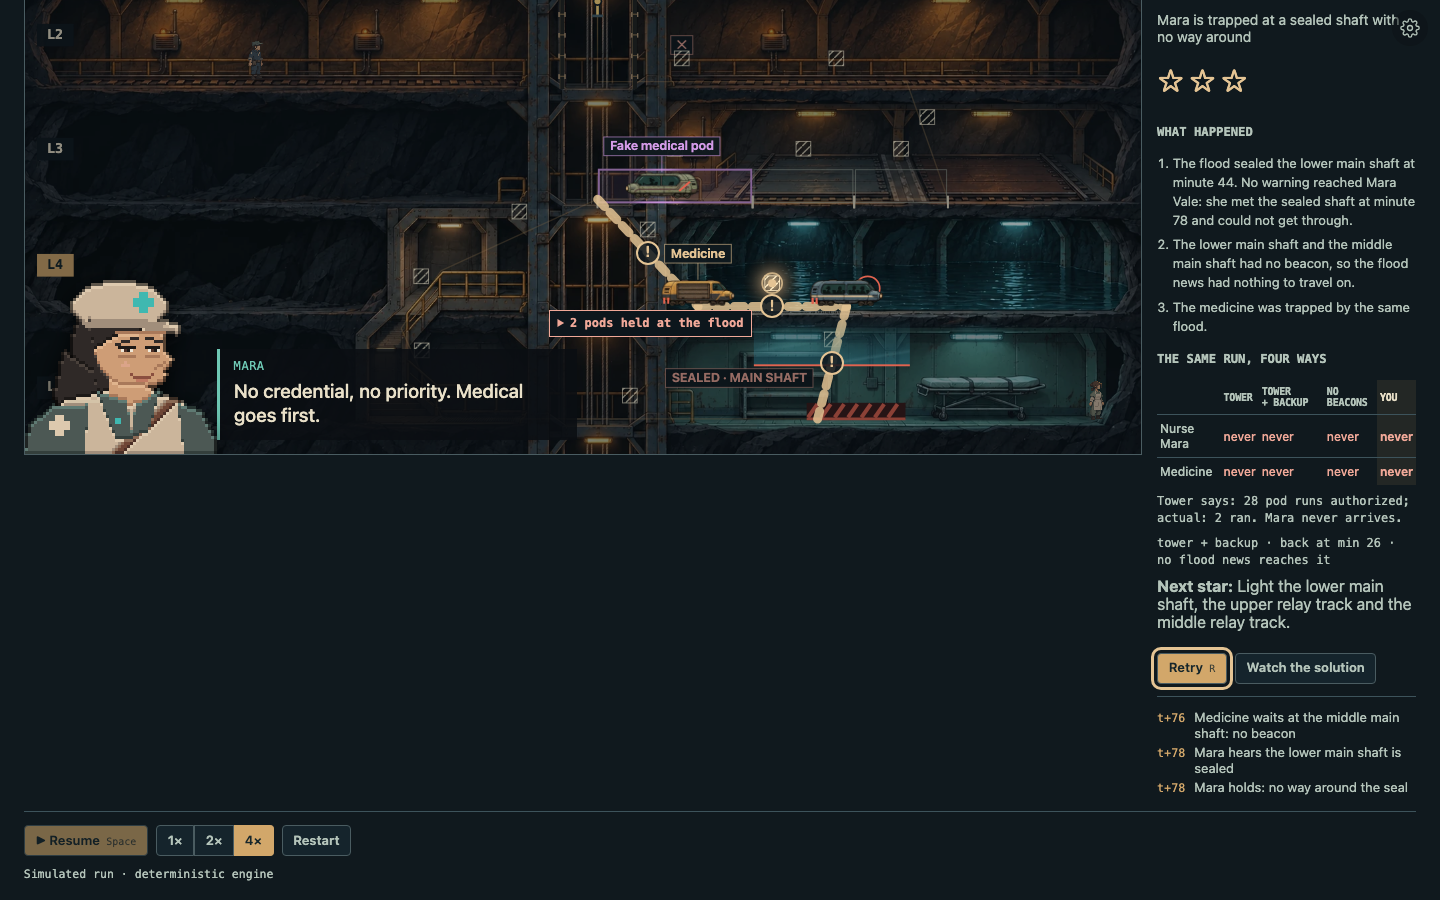 L2
L3
L4
L
Fake medical pod
!
Medicine
!
▶ 2 pods held at the flood
!
SEALED · MAIN SHAFT
MARA
No credential, no priority. Medical
goes first.
Mara is trapped at a sealed shaft with
no way around
WHAT HAPPENED
1. The flood sealed the lower main shaft at
minute 44. No warning reached Mara
Vale: she met the sealed shaft at minute
78 and could not get through.
2. The lower main shaft and the middle
main shaft had no beacon, so the flood
news had nothing to travel on.
3. The medicine was trapped by the same
flood.
THE SAME RUN, FOUR WAYS
TOWER TOWER + BACKUP NO BEACONS YOU
Nurse Mara never never never never
Medicine never never never never
Tower says: 28 pod runs authorized;
actual: 2 ran. Mara never arrives.
tower + backup · back at min 26 ·
no flood news reaches it
Next star: Light the lower main
shaft, the upper relay track and the
middle relay track.
Retry R
Watch the solution
t+76 Medicine waits at the middle main
shaft: no beacon
t+78 Mara hears the lower main shaft is
sealed
t+78 Mara holds: no way around the seal
▶ Resume Space
1×
2×
4×
Restart
Simulated run · deterministic engine